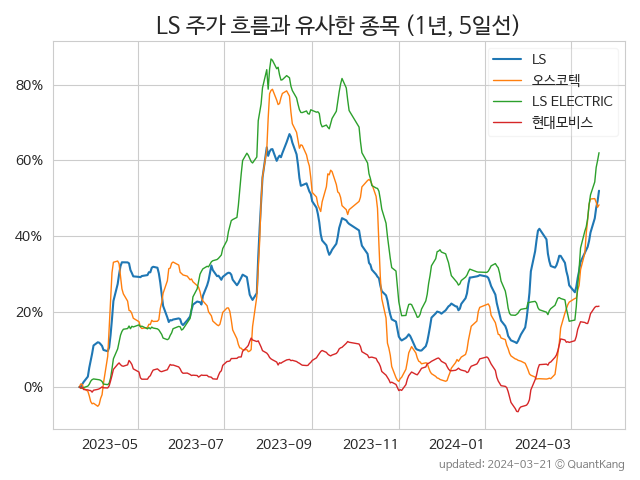 LS 주가 흐름과 유사한 종목 (1년, 5일선)
LS
오스코텍
LS ELECTRIC
현대모비스
80%
60%
40%
20%
0%
2023-05 2023-07 2023-09 2023-11 2024-01 2024-03
updated: 2024-03-21 © QuantKang